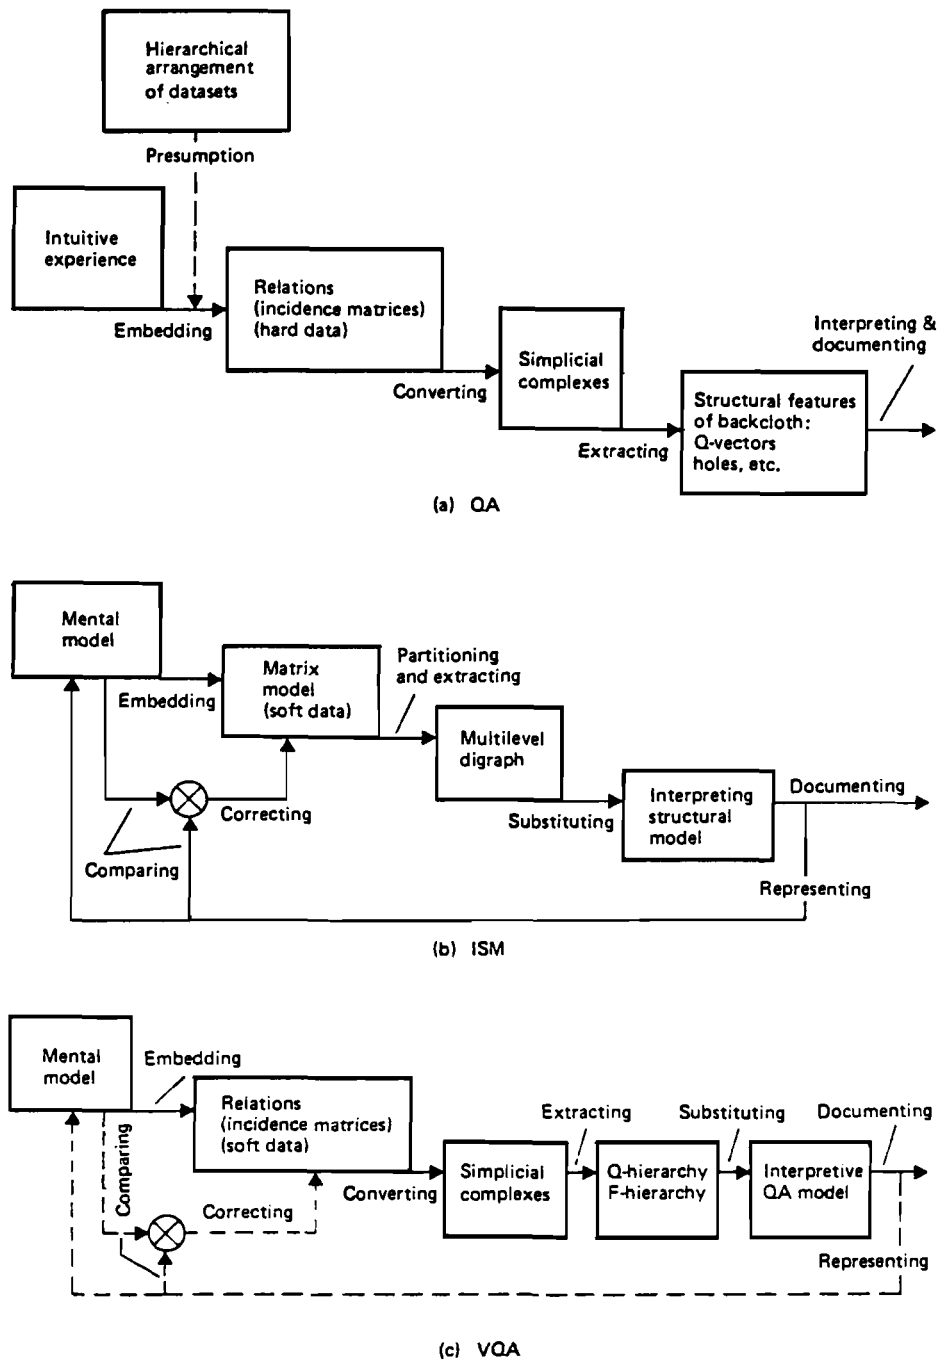 Hierarchical
arrangement
of datasets
Presumption
Intuitive
experience
Embedding
Relations
(incidence matrices)
(hard data)
Converting
Simplicial
complexes
Extracting
Interpreting &
documenting
Structural features
of backcloth:
Q-vectors
holes, etc.
(a) QA
Mental
model
Embedding
Matrix
model
(soft data)
Partitioning
and extracting
Multilevel
digraph
Substituting
Interpreting
structural
model
Documenting
Correcting
Comparing
Representing
(b) ISM
Mental
model
Embedding
Relations
(incidence matrices)
(soft data)
Comparing
Correcting
Converting
Simplicial
complexes
Extracting
Q-hierarchy
F-hierarchy
Substituting
Interpretive
QA model
Documenting
Representing
(c) VQA